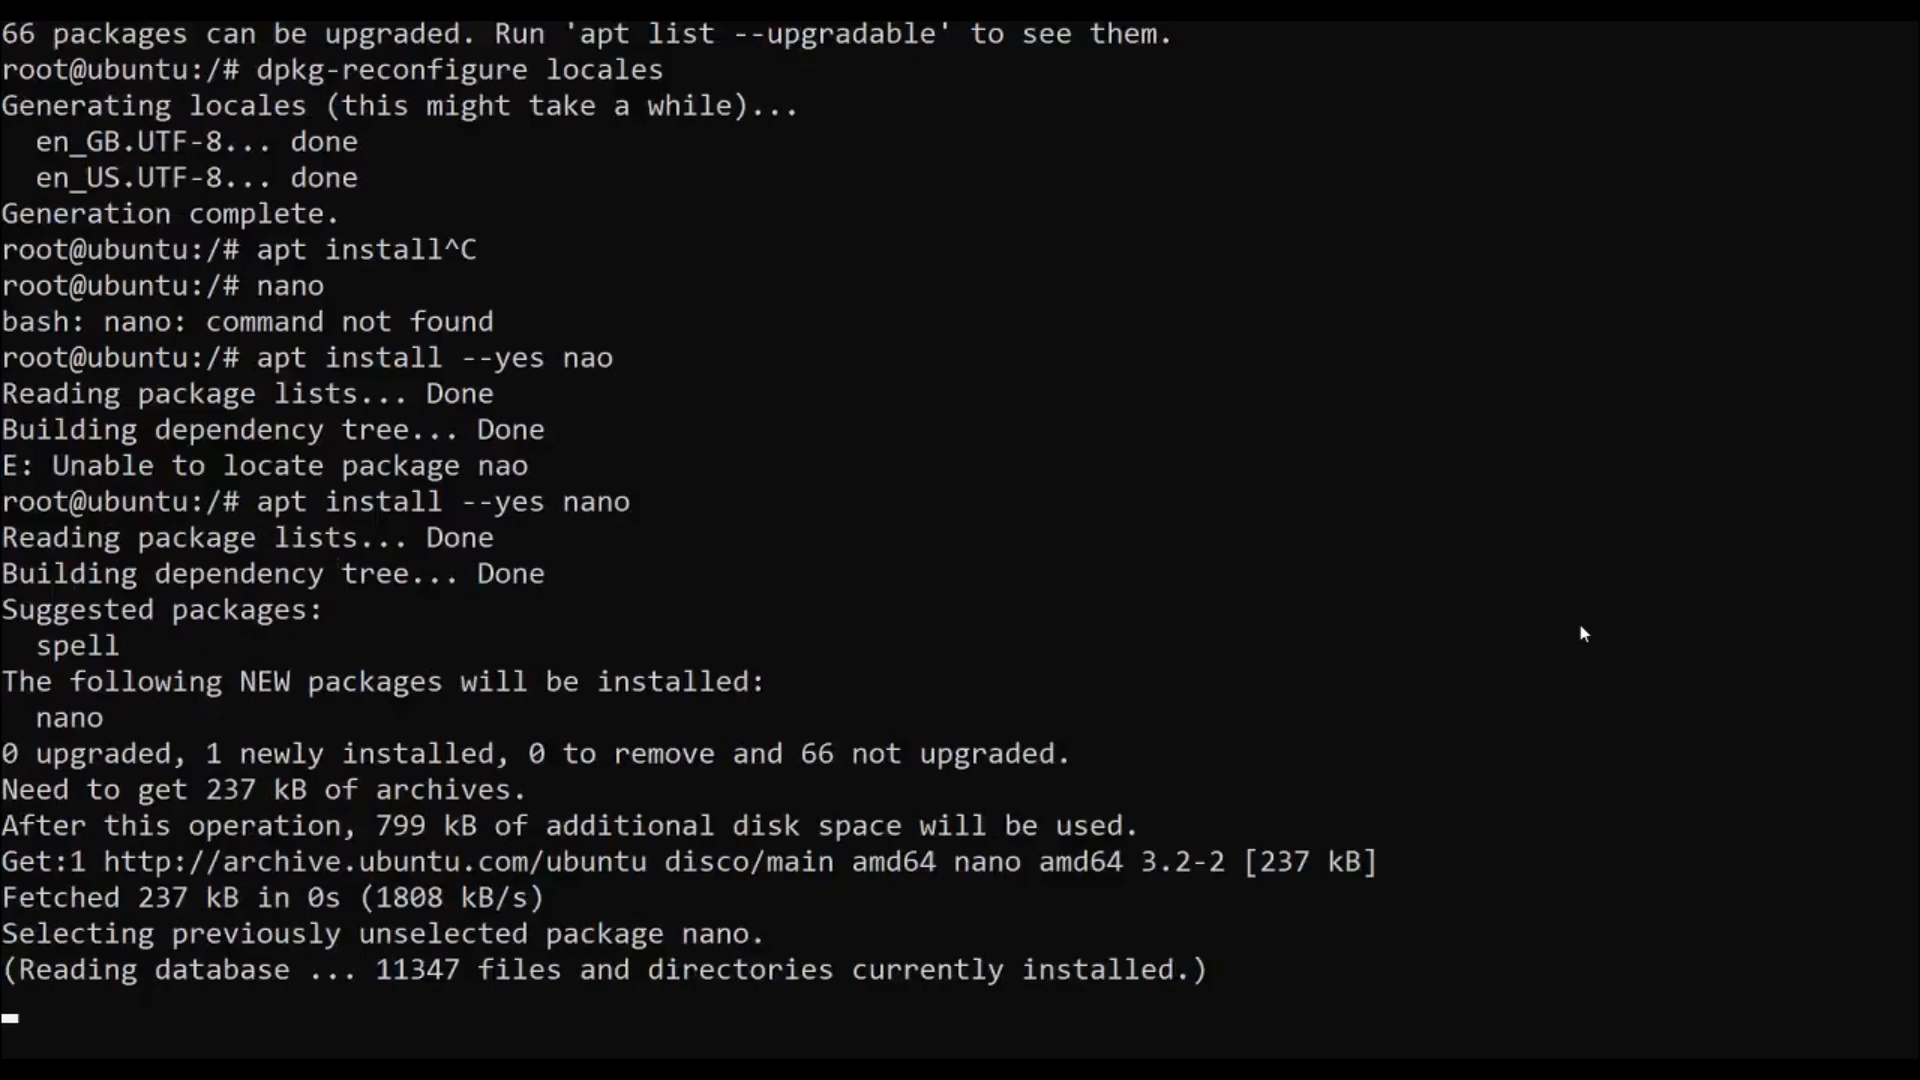 66 packages can be upgraded. Run 'apt list --upgradable' to see them.
root@ubuntu:/# dpkg-reconfigure locales
Generating locales (this might take a while)...
  en_GB.UTF-8... done
  en_US.UTF-8... done
Generation complete.
root@ubuntu:/# apt install^C
root@ubuntu:/# nano
bash: nano: command not found
root@ubuntu:/# apt install --yes nao
Reading package lists... Done
Building dependency tree... Done
E: Unable to locate package nao
root@ubuntu:/# apt install --yes nano
Reading package lists... Done
Building dependency tree... Done
Suggested packages:
  spell
The following NEW packages will be installed:
  nano
0 upgraded, 1 newly installed, 0 to remove and 66 not upgraded.
Need to get 237 kB of archives.
After this operation, 799 kB of additional disk space will be used.
Get:1 http://archive.ubuntu.com/ubuntu disco/main amd64 nano amd64 3.2-2 [237 kB]
Fetched 237 kB in 0s (1808 kB/s)
Selecting previously unselected package nano.
(Reading database ... 11347 files and directories currently installed.)